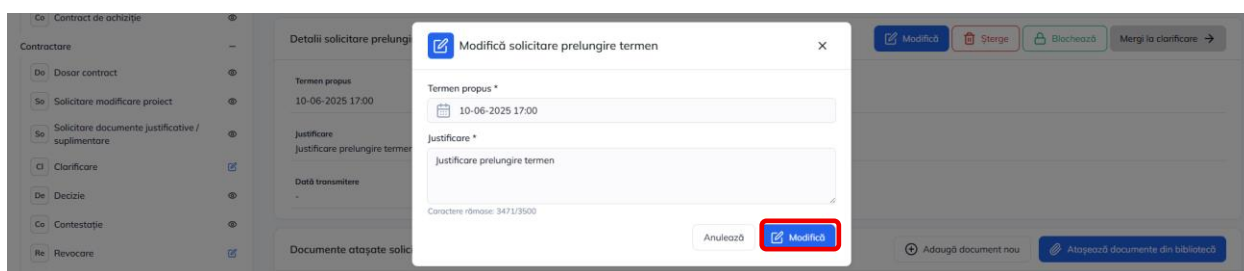 Co Contract de achiziție
Contractare
Do Dosar contract
So Solicitare modificare proiect
So Solicitare documente justificative /
suplimentare
Cl Clarificare
De Decizie
Co Contestație
Re Revocare
Detalii solicitare prelungi
Modifică
Șterge
Blochează
Mergi la clarificare →
Termen propus
10-06-2025 17:00
Justificare
Justificare prelungire termen
Dată transmitere
-
Documente atașate solici
Adaugă document nou
Atașează documente din bibliotecă
Modifică solicitare prelungire termen
Termen propus *
10-06-2025 17:00
Justificare *
Justificare prelungire termen
Caractere rămase: 3471/3500
Anulează
Modifică